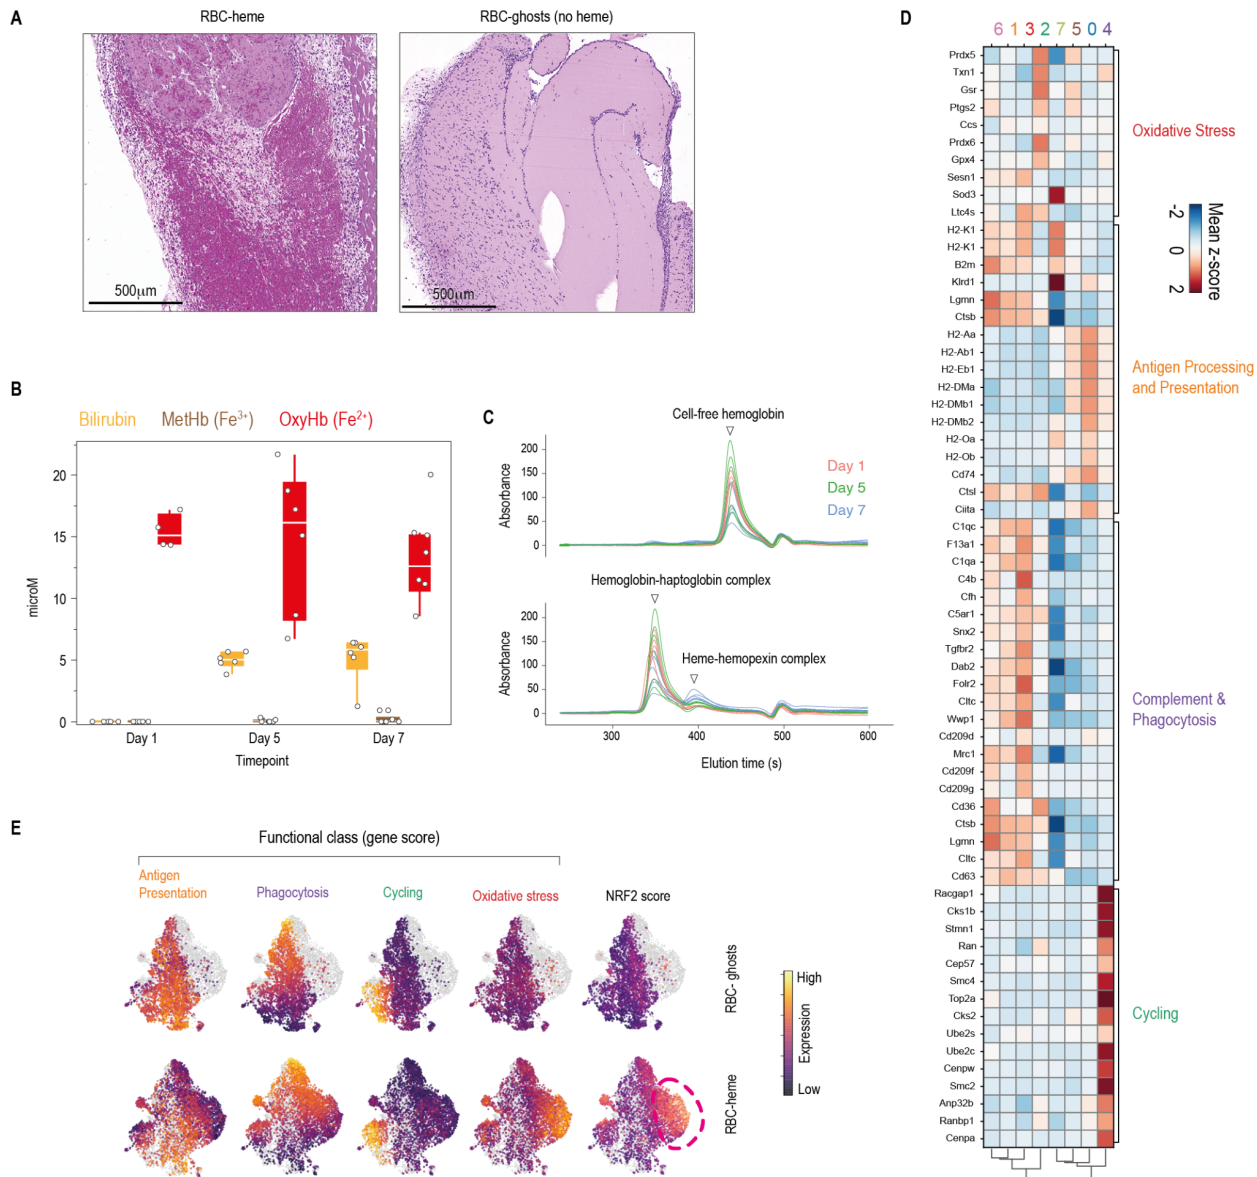 A
RBC-heme
RBC-ghosts (no heme)
500µm
500µm
B
Bilirubin
MetHb (Fe³⁺)
OxyHb (Fe²⁺)
microM
20
15
10
5
0
Day 1
Day 5
Day 7
Timepoint
C
Cell-free hemoglobin
Day 1
Day 5
Day 7
Absorbance
200
150
100
50
0
Hemoglobin-haptoglobin complex
Heme-hemopexin complex
Absorbance
200
150
100
50
0
300
400
500
600
Elution time (s)
D
6 1 3 2 7 5 0 4
Prdx5
Txn1
Gsr
Ptgs2
Ccs
Prdx6
Gpx4
Sesn1
Sod3
Ltc4s
H2-K1
H2-K1
B2m
Klrd1
Lgmn
Ctsb
H2-Aa
H2-Ab1
H2-Eb1
H2-DMa
H2-DMb1
H2-DMb2
H2-Oa
H2-Ob
Cd74
Ctsl
Ciita
C1qc
F13a1
C1qa
C4b
Cfh
C5ar1
Snx2
Tgfbr2
Dab2
Folr2
Cltc
Wwp1
Cd209d
Mrc1
Cd209f
Cd209g
Cd36
Ctsb
Lgmn
Cltc
Cd63
Racgap1
Cks1b
Stmn1
Ran
Cep57
Smc4
Top2a
Cks2
Ube2s
Ube2c
Cenpw
Smc2
Anp32b
Ranbp1
Cenpa
Oxidative Stress
-2
0
2
Mean z-score
Antigen Processing
and Presentation
Complement &
Phagocytosis
Cycling
E
Functional class (gene score)
Antigen
Presentation
Phagocytosis
Cycling
Oxidative stress
NRF2 score
RBC- ghosts
RBC-heme
High
Expression
Low